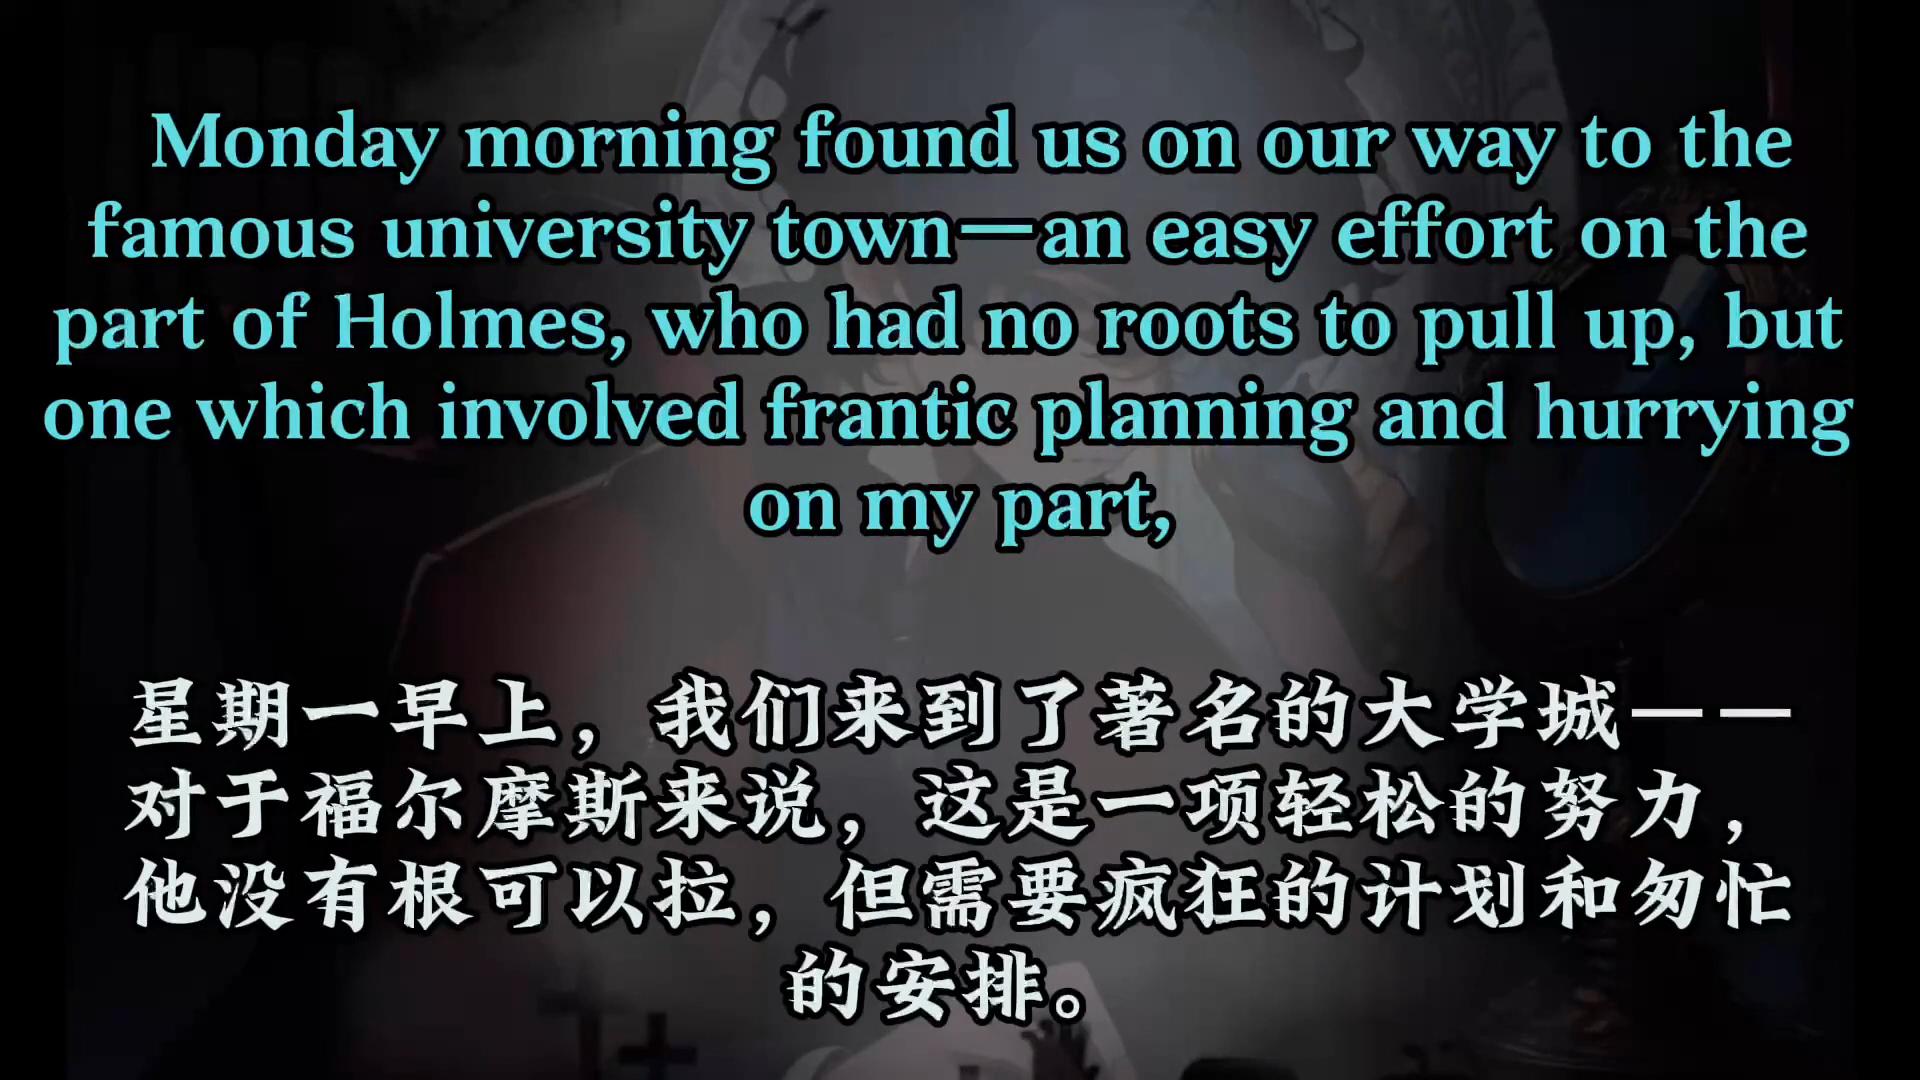 Monday morning found us on our way to the
famous university town—an easy effort on the
part of Holmes, who had no roots to pull up, but
one which involved frantic planning and hurrying
on my part,
星期一早上，我们来到了著名的大学城——
对于福尔摩斯来说，这是一项轻松的努力，
他没有根可以拉，但需要疯狂的计划和匆忙
的安排。